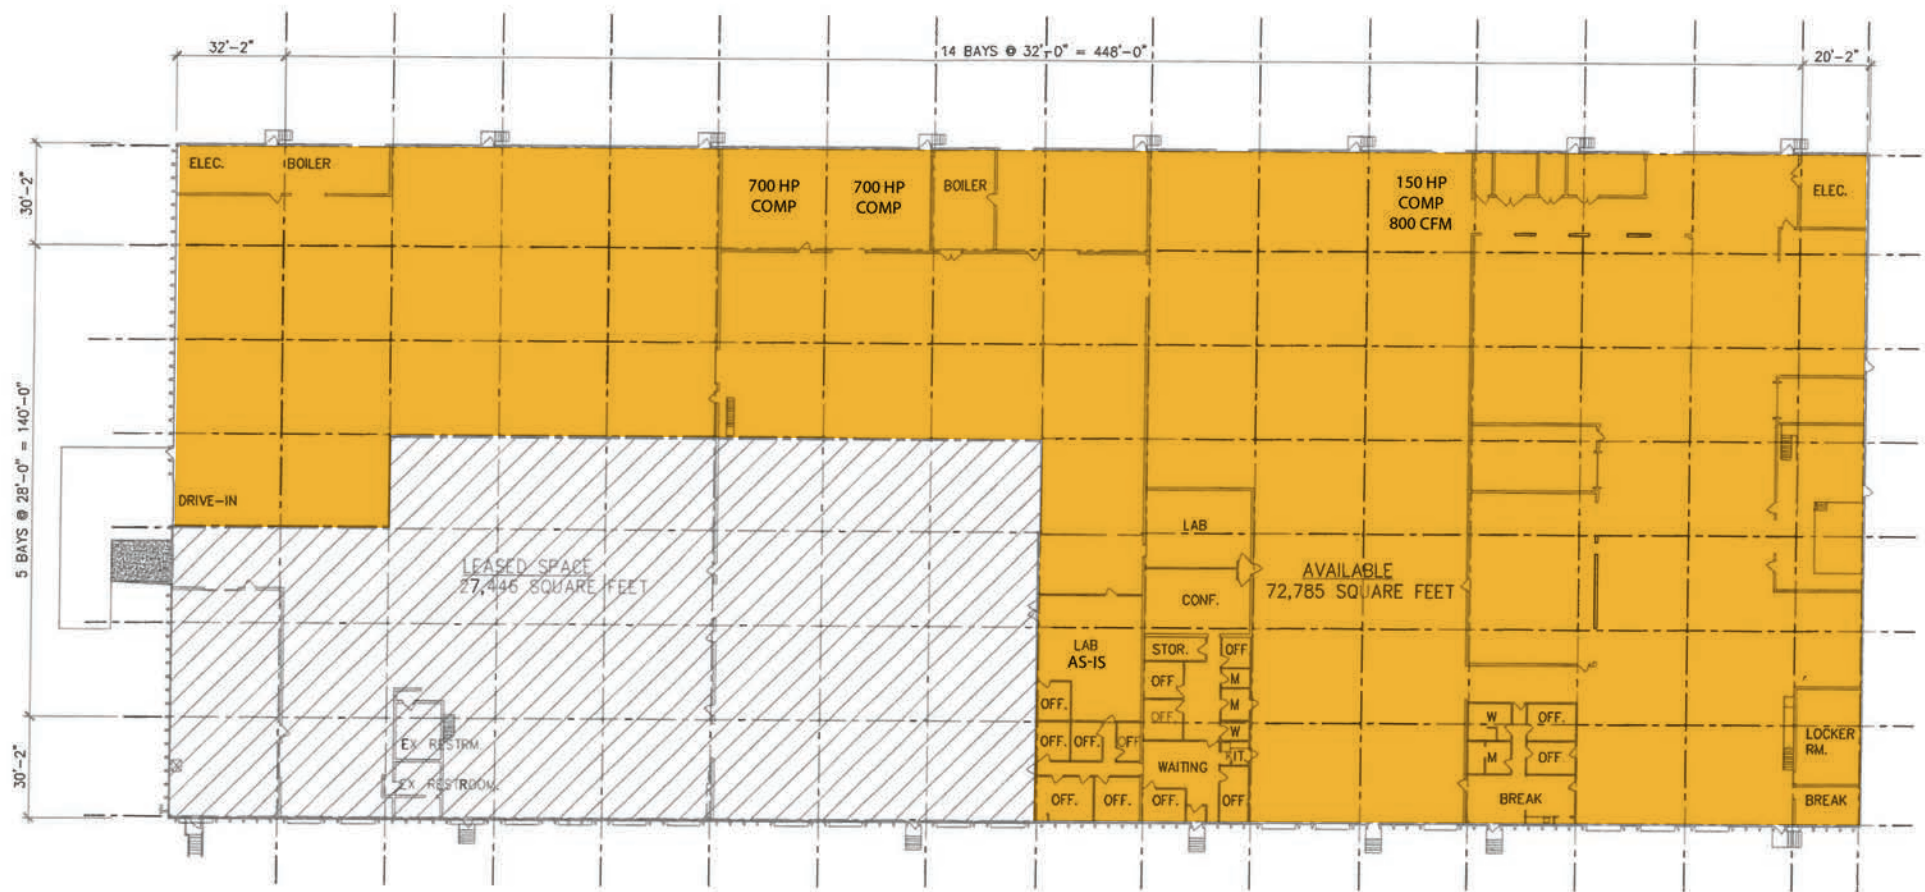 32'-2"
14 BAYS @ 32'-0" = 448'-0"
20'-2"
30'-2"
5 BAYS @ 28'-0" = 140'-0"
30'-2"
ELEC.
BOILER
700 HP
COMP
700 HP
COMP
BOILER
150 HP
COMP
800 CFM
ELEC.
DRIVE-IN
LEASED SPACE
27,446 SQUARE FEET
LAB
CONF.
AVAILABLE
72,785 SQUARE FEET
LAB
AS-IS
STOR.
OFF.
OFF.
M
OFF.
M
OFF.
W
OFF.
OFF.
OFF
WAITING
KIT.
OFF.
OFF.
OFF.
OFF.
W
OFF.
M
OFF.
BREAK
LOCKER
RM.
BREAK
EX RESTRM.
EX RESTROOM.